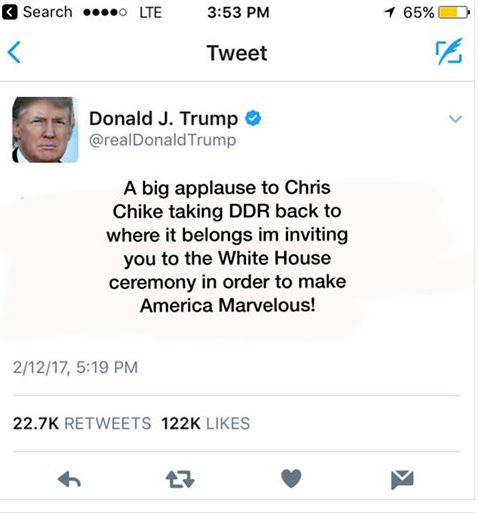 Search LTE 3:53 PM 65%
Tweet
Donald J. Trump
@realDonaldTrump
A big applause to Chris
Chike taking DDR back to
where it belongs im inviting
you to the White House
ceremony in order to make
America Marvelous!
2/12/17, 5:19 PM
22.7K RETWEETS 122K LIKES